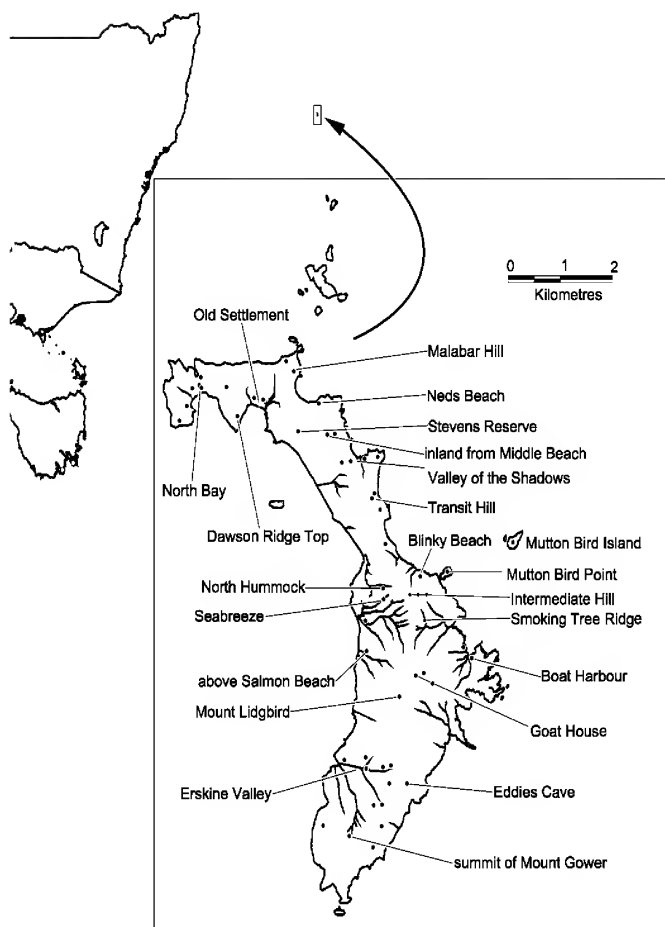 0 1 2
Kilometres
Old Settlement
Malabar Hill
Neds Beach
Stevens Reserve
inland from Middle Beach
Valley of the Shadows
North Bay
Transit Hill
Dawson Ridge Top
Blinky Beach
Mutton Bird Island
Mutton Bird Point
North Hummock
Intermediate Hill
Seabreeze
Smoking Tree Ridge
above Salmon Beach
Boat Harbour
Mount Lidgbird
Goat House
Erskine Valley
Eddies Cave
summit of Mount Gower